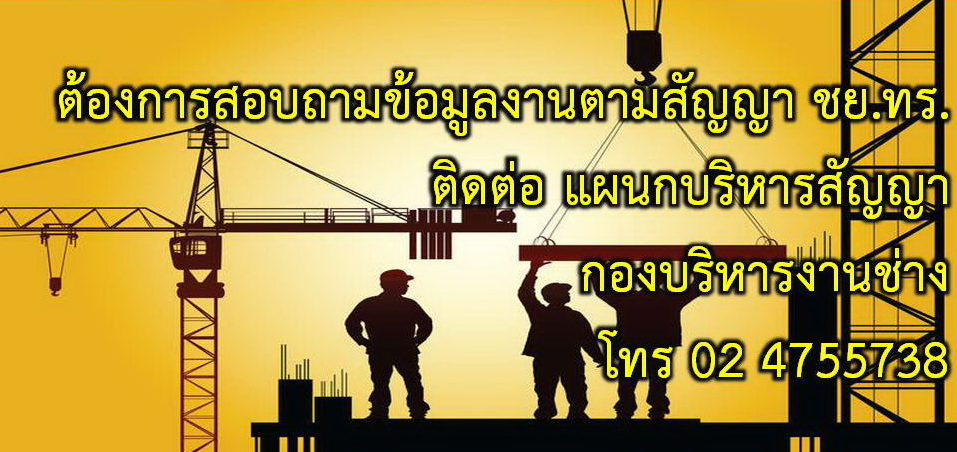 ต้องการสอบถามข้อมูลงานตามสัญญา ชย.ทร.
ติดต่อ แผนกบริหารสัญญา
กองบริหารงานช่าง
โทร 02 4755738